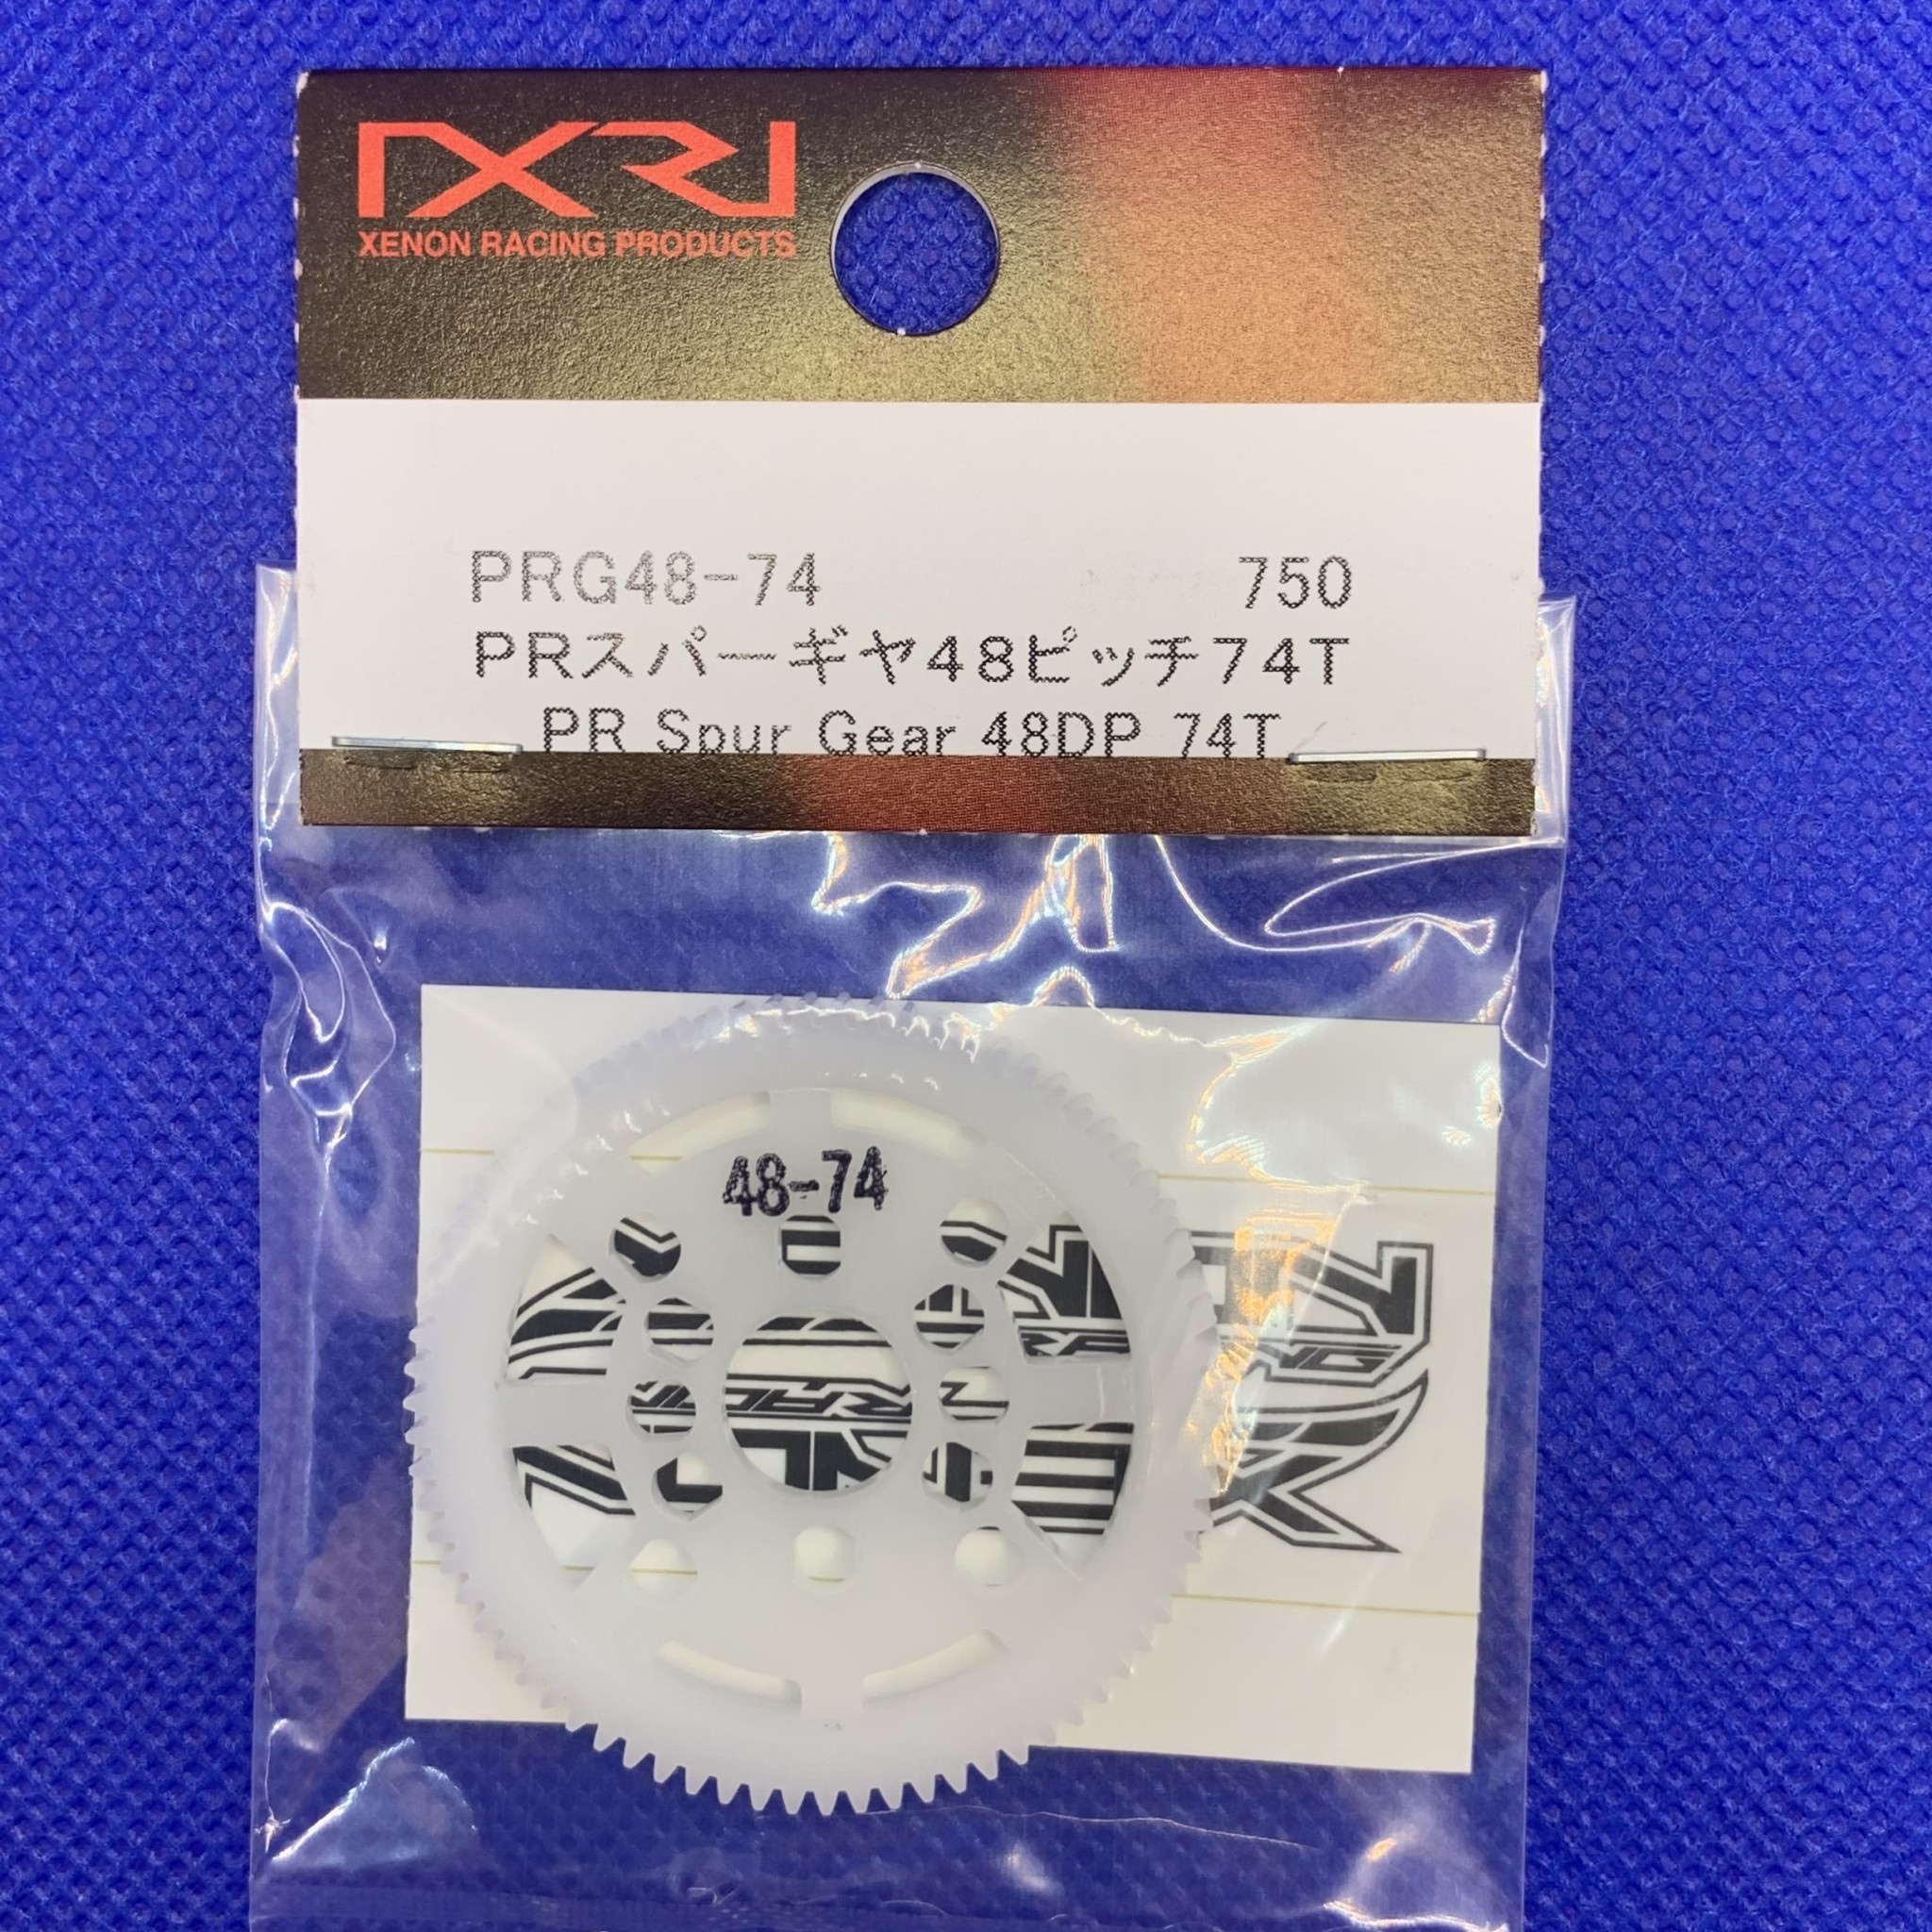 XENON RACING PRODUCTS
PRG48-74 750
PRスパーギヤ48ピッチ74T
PR Spur Gear 48DP 74T
48-74